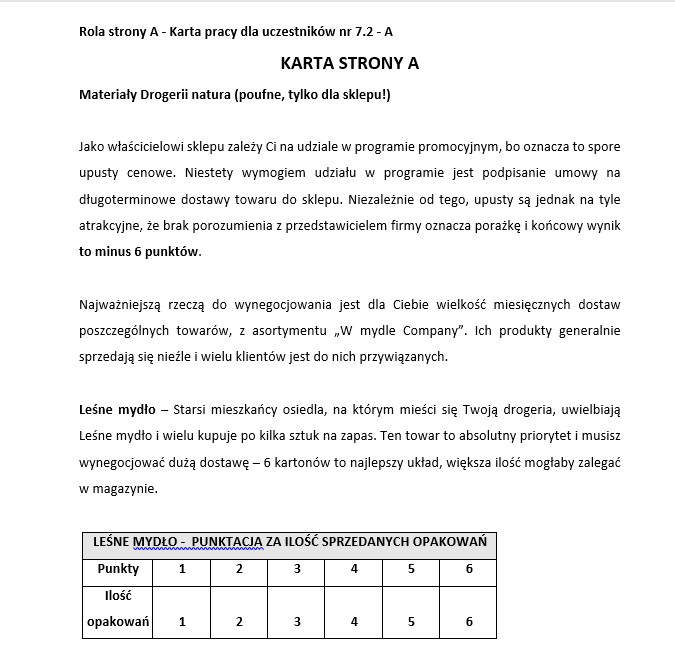 Rola strony A - Karta pracy dla uczestników nr 7.2 - A
KARTA STRONY A
Materiały Drogerii natura (poufne, tylko dla sklepu!)
Jako właścicielowi sklepu zależy Ci na udziale w programie promocyjnym, bo oznacza to spore
upusty cenowe. Niestety wymogiem udziału w programie jest podpisanie umowy na
długoterminowe dostawy towaru do sklepu. Niezależnie od tego, upusty są jednak na tyle
atrakcyjne, że brak porozumienia z przedstawicielem firmy oznacza porażkę i końcowy wynik
to minus 6 punktów.
Najważniejszą rzeczą do wynegocjowania jest dla Ciebie wielkość miesięcznych dostaw
poszczególnych towarów, z asortymentu „W mydle Company”. Ich produkty generalnie
sprzedają się nieźle i wielu klientów jest do nich przywiązanych.
Leśne mydło – Starsi mieszkańcy osiedla, na którym mieści się Twoją drogeria, uwielbiają
Leśne mydło i wielu kupuje po kilka sztuk na zapas. Ten towar to absolutny priorytet i musisz
wynegocjować dużą dostawę – 6 kartonów to najlepszy układ, większa ilość mogłaby zalegać
w magazynie.
LEŚNE MYDŁO - PUNKTACJA ZA ILOŚĆ SPRZEDANYCH OPAKOWAŃ
Punkty 1 2 3 4 5 6
Ilość
opakowań 1 2 3 4 5 6